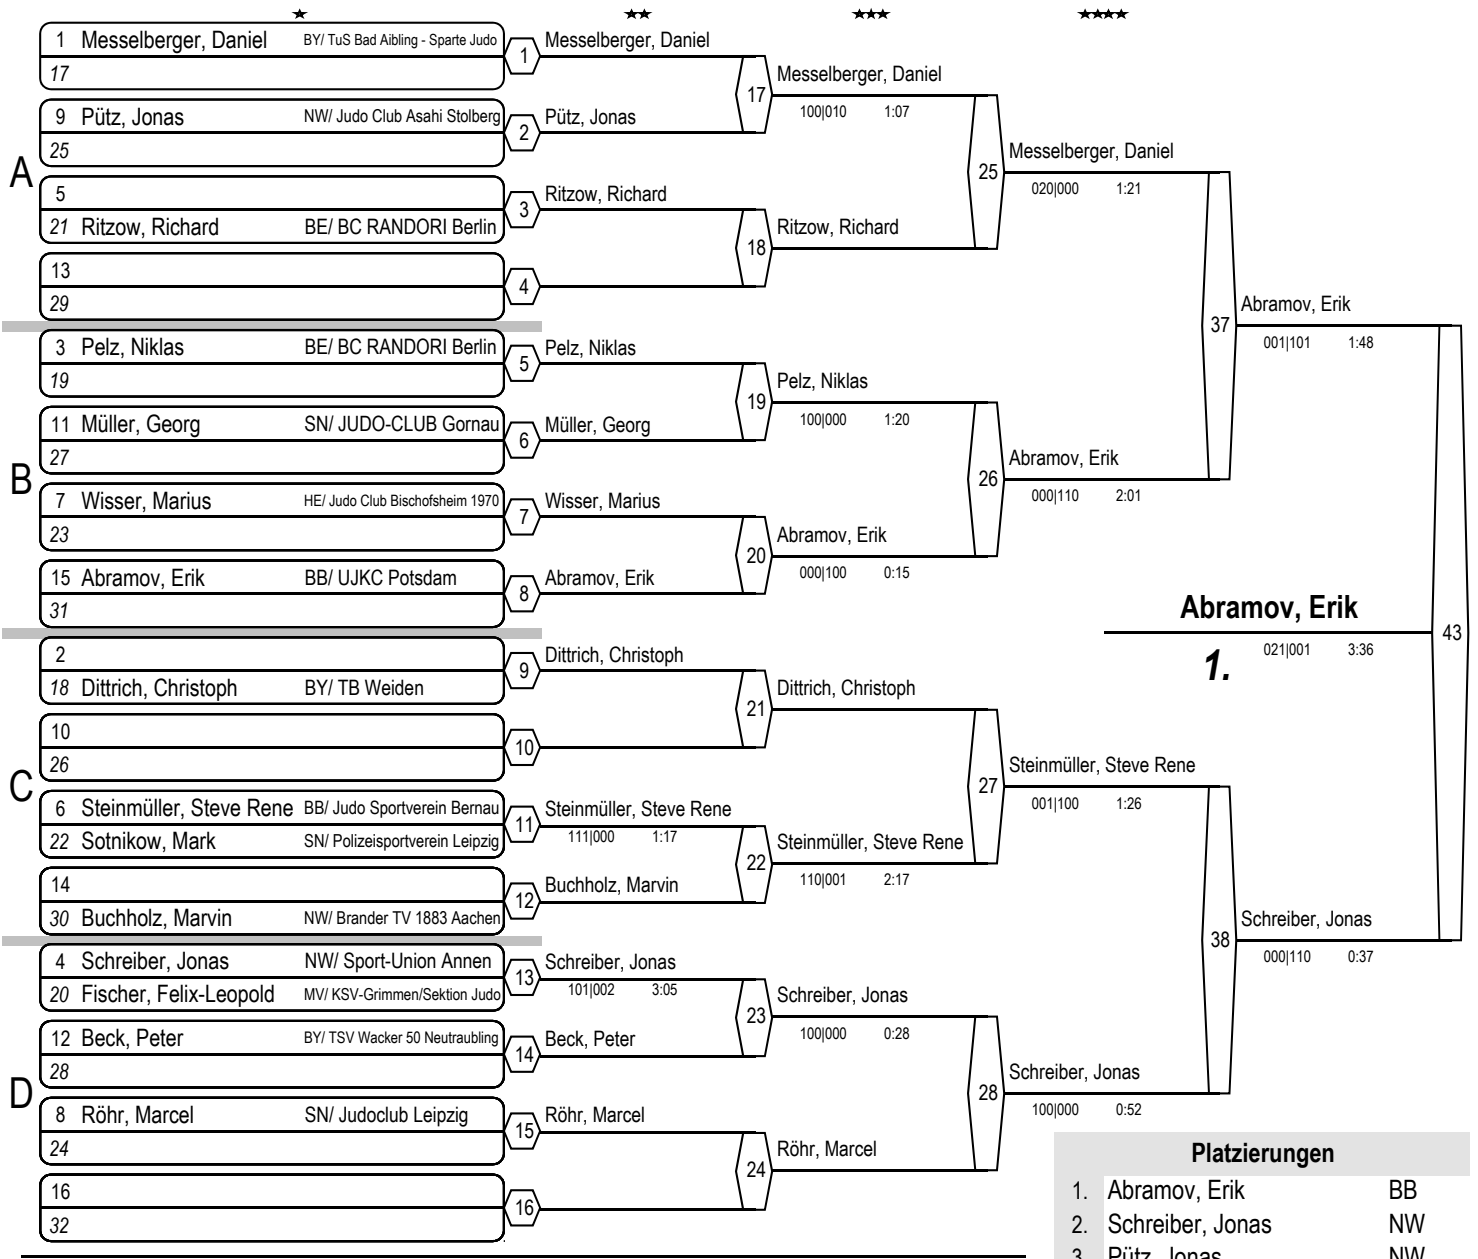 1 Messelberger, Daniel BY/ TuS Bad Aibling - Sparte Judo
17
9 Pütz, Jonas NW/ Judo Club Asahi Stolberg
25
A
5
21 Ritzow, Richard BE/ BC RANDORI Berlin
13
29
3 Pelz, Niklas BE/ BC RANDORI Berlin
19
11 Müller, Georg SN/ JUDO-CLUB Gornau
27
B
7 Wisser, Marius HE/ Judo Club Bischofsheim 1970
23
15 Abramov, Erik BB/ UJKC Potsdam
31
2
18 Dittrich, Christoph BY/ TB Weiden
10
26
C
6 Steinmüller, Steve Rene BB/ Judo Sportverein Bernau
22 Sotnikow, Mark SN/ Polizeisportverein Leipzig
14
30 Buchholz, Marvin NW/ Brander TV 1883 Aachen
4 Schreiber, Jonas NW/ Sport-Union Annen
20 Fischer, Felix-Leopold MV/ KSV-Grimmen/Sektion Judo
12 Beck, Peter BY/ TSV Wacker 50 Neutraubling
28
D
8 Röhr, Marcel SN/ Judoclub Leipzig
24
16
32
1 Messelberger, Daniel
2 Pütz, Jonas
3 Ritzow, Richard
4
5 Pelz, Niklas
6 Müller, Georg
7 Wisser, Marius
8 Abramov, Erik
9 Dittrich, Christoph
10
11 Steinmüller, Steve Rene
111|000 1:17
12 Buchholz, Marvin
13 Schreiber, Jonas
101|002 3:05
14 Beck, Peter
15 Röhr, Marcel
16
17 Messelberger, Daniel
100|010 1:07
18 Ritzow, Richard
19 Pelz, Niklas
100|000 1:20
20 Abramov, Erik
000|100 0:15
21 Dittrich, Christoph
22 Steinmüller, Steve Rene
110|001 2:17
23 Schreiber, Jonas
100|000 0:28
24 Röhr, Marcel
25 Messelberger, Daniel
020|000 1:21
26 Abramov, Erik
000|110 2:01
27 Steinmüller, Steve Rene
001|100 1:26
28 Schreiber, Jonas
100|000 0:52
37 Abramov, Erik
001|101 1:48
38 Schreiber, Jonas
000|110 0:37
Abramov, Erik
43
1. 021|001 3:36
Platzierungen
1. Abramov, Erik BB
2. Schreiber, Jonas NW
3. Pütz, Jonas NW